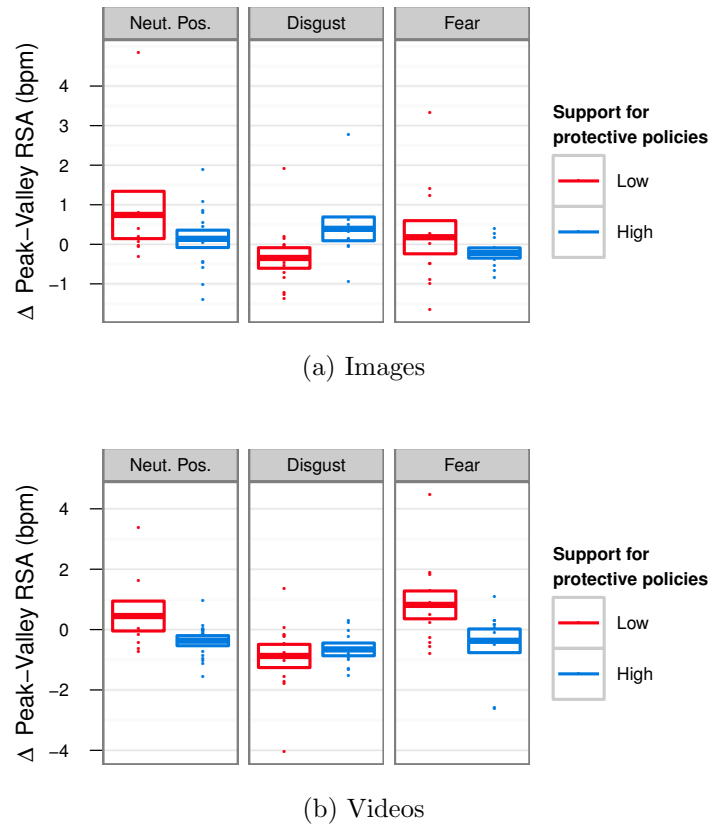 Neut. Pos. Disgust Fear
Δ Peak−Valley RSA (bpm)
4
3
2
1
0
−1
Support for
protective policies
Low
High
(a) Images
Neut. Pos. Disgust Fear
Δ Peak−Valley RSA (bpm)
4
2
0
−2
−4
Support for
protective policies
Low
High
(b) Videos